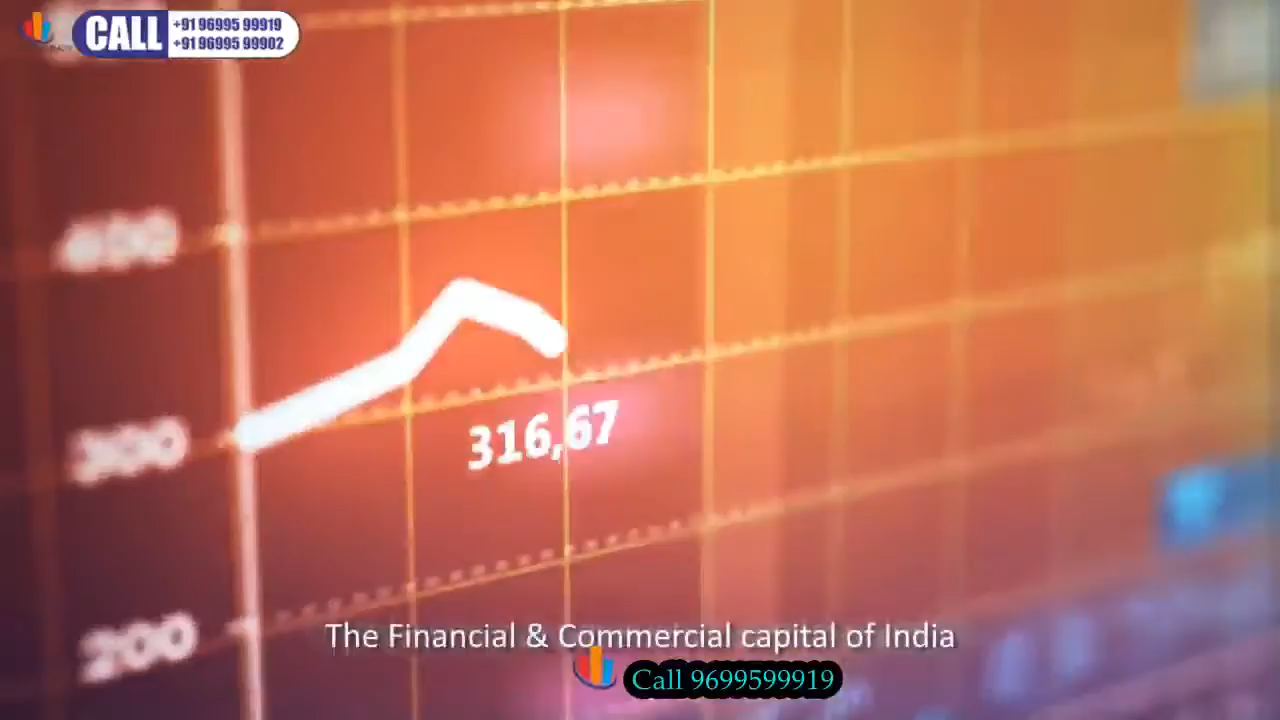 CALL
+91 96995 99919
+91 96995 99902
400
300
316,67
200
The Financial & Commercial capital of India
Call 9699599919